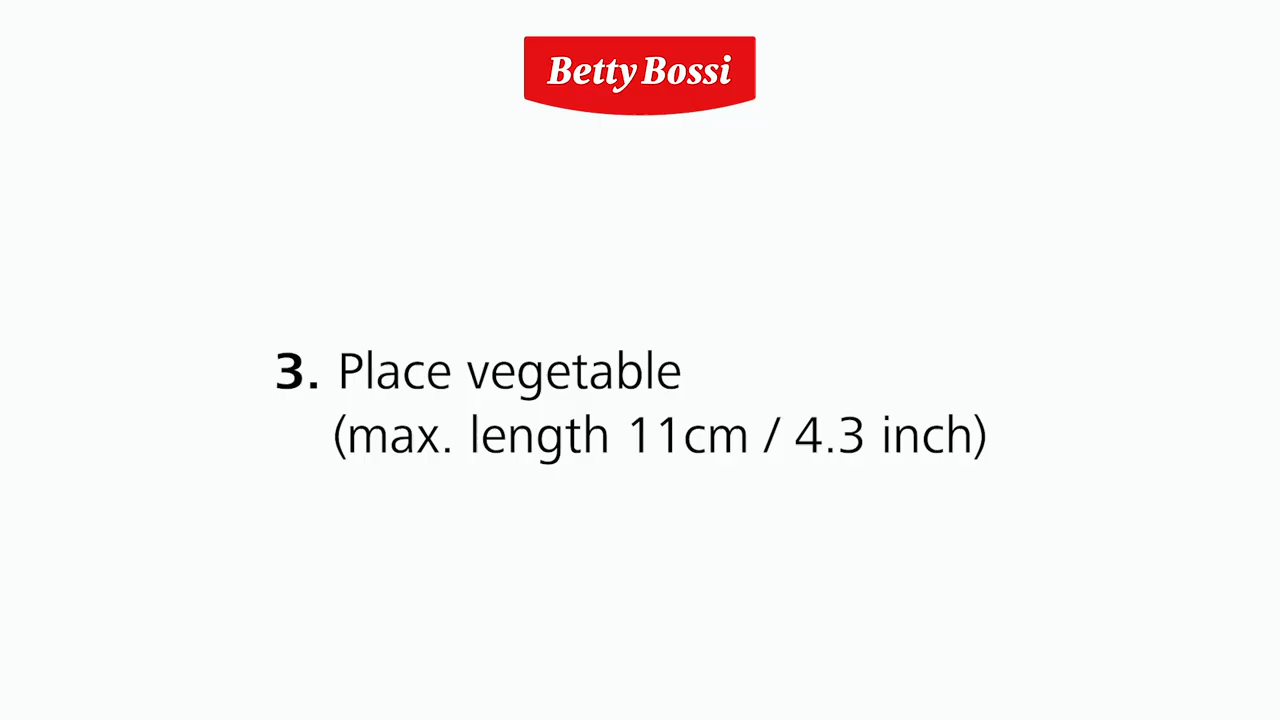 Betty Bossi
3. Place vegetable
(max. length 11cm / 4.3 inch)